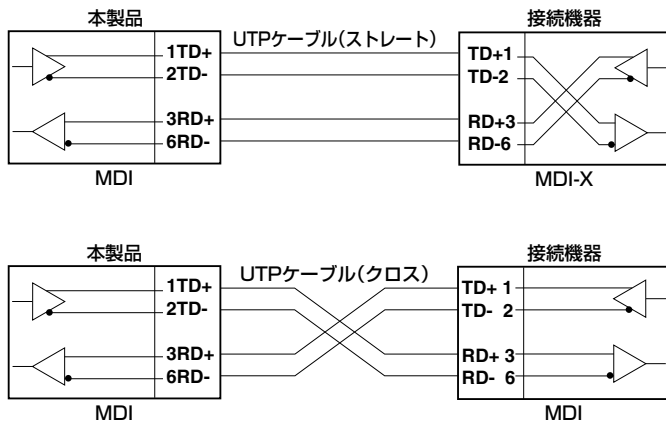 本製品
UTPケーブル(ストレート)
接続機器
1TD+
2TD-
3RD+
6RD-
TD+1
TD-2
RD+3
RD-6
MDI
MDI-X
本製品
UTPケーブル(クロス)
接続機器
1TD+
2TD-
3RD+
6RD-
TD+ 1
TD- 2
RD+ 3
RD- 6
MDI
MDI